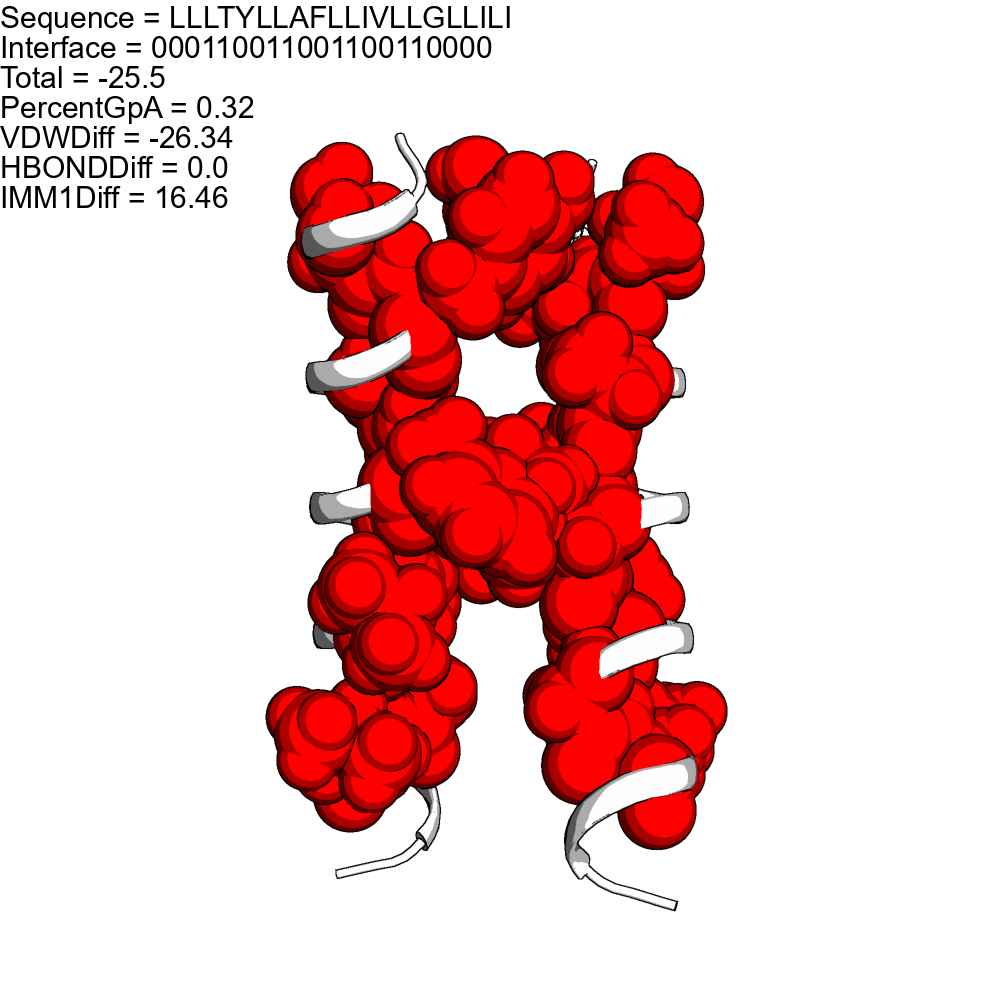 Sequence = LLLTYLLAFLLIVLLGLLILI
Interface = 000110011001100110000
Total = -25.5
PercentGpA = 0.32
VDWDiff = -26.34
HBONDDiff = 0.0
IMM1Diff = 16.46